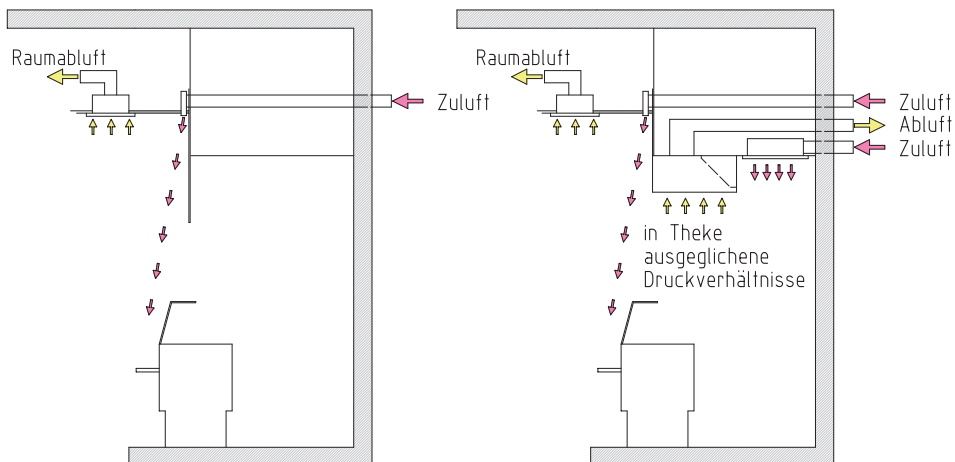 Raumabluft
Zuluft
Raumabluft
Zuluft
Abluft
Zuluft
in Theke
ausgeglichene
Druckverhältnisse